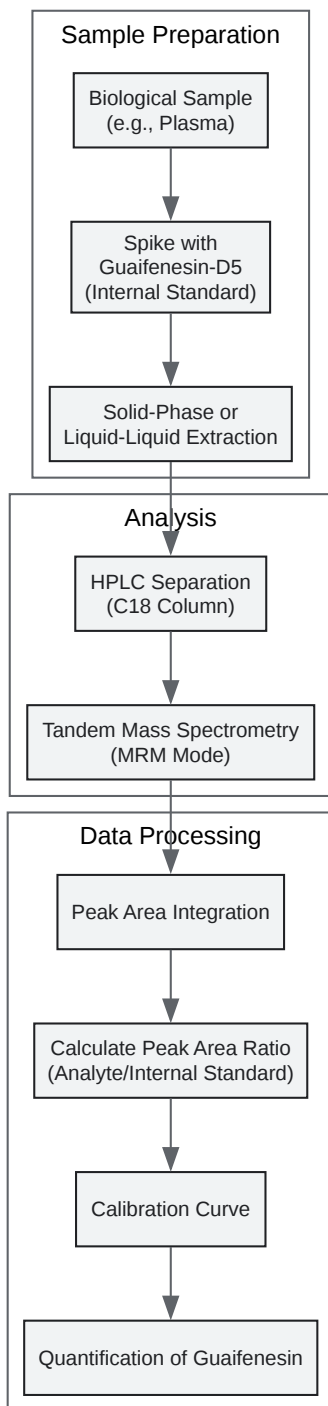 Sample Preparation
Biological Sample
(e.g., Plasma)
Spike with
Guaifenesin-D5
(Internal Standard)
Solid-Phase or
Liquid-Liquid Extraction
Analysis
HPLC Separation
(C18 Column)
Tandem Mass Spectrometry
(MRM Mode)
Data Processing
Peak Area Integration
Calculate Peak Area Ratio
(Analyte/Internal Standard)
Calibration Curve
Quantification of Guaifenesin